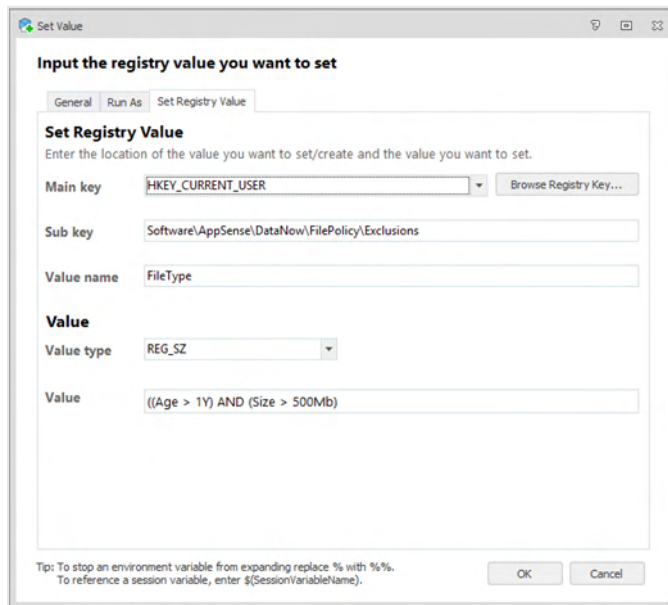 Set Value
Input the registry value you want to set
General Run As Set Registry Value
Set Registry Value
Enter the location of the value you want to set/create and the value you want to set.
Main key HKEY_CURRENT_USER Browse Registry Key...
Sub key Software\AppSense\DataNow\FilePolicy\Exclusions
Value name FileType
Value
Value type REG_SZ
Value ((Age > 1Y) AND (Size > 500Mb)
Tip: To stop an environment variable from expanding replace % with %%.
To reference a session variable, enter $(SessionVariableName).
OK Cancel